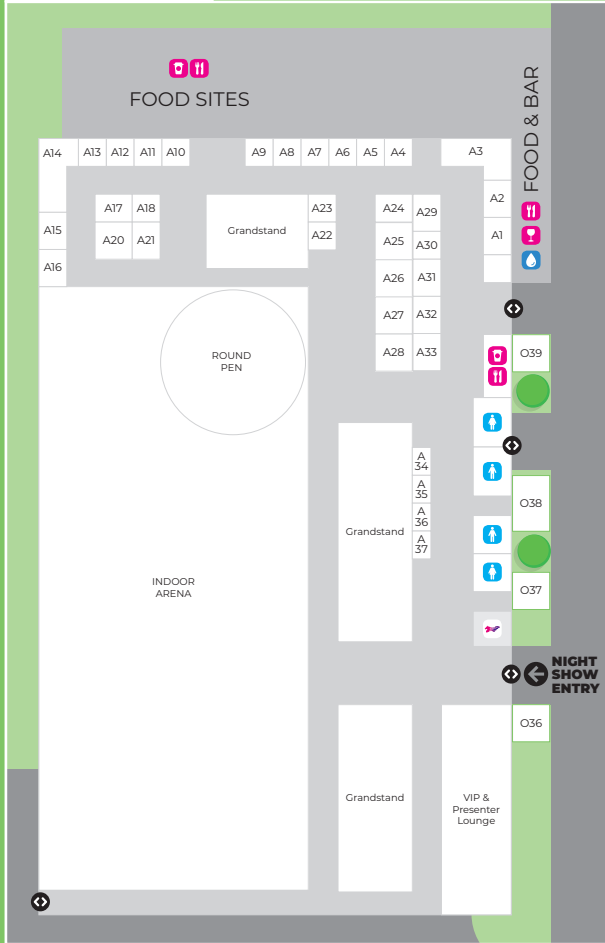 FOOD SITES
FOOD & BAR
A14
A13
A12
A11
A10
A9
A8
A7
A6
A5
A4
A3
A2
A1
A15
A16
A17
A18
A20
A21
Grandstand
A23
A22
A24
A29
A25
A30
A26
A31
A27
A32
A28
A33
O39
ROUND
PEN
A
34
A
35
A
36
A
37
Grandstand
O38
O37
INDOOR
ARENA
NIGHT
SHOW
ENTRY
O36
Grandstand
VIP &
Presenter
Lounge